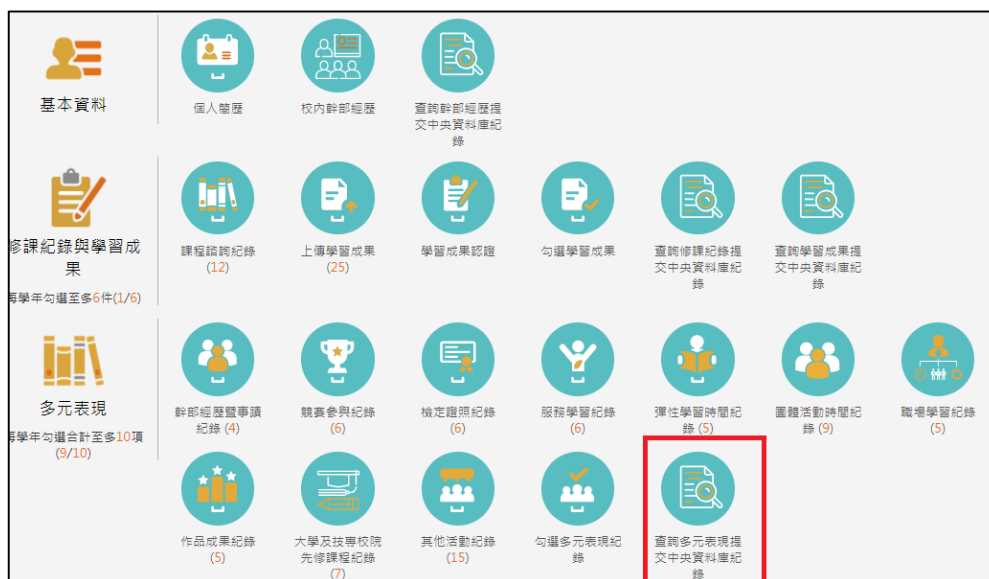 基本資料
個人簡歷
校內幹部經歷
查詢幹部經歷提
交中央資料庫紀
錄
修課紀錄與學習成
果
每學年勾選至多6件(1/6)
課程諮詢紀錄
(12)
上傳學習成果
(25)
學習成果認證
勾選學習成果
查詢修課紀錄提
交中央資料庫紀
錄
查詢學習成果提
交中央資料庫紀
錄
多元表現
每學年勾選合計至多10項
(9/10)
幹部經歷暨事蹟
紀錄 (4)
競賽參與紀錄
(6)
檢定證照紀錄
(6)
服務學習紀錄
(6)
彈性學習時間紀
錄 (5)
團體活動時間紀
錄 (9)
職場學習紀錄
(5)
作品成果紀錄
(5)
大學及技專校院
先修課程紀錄
(7)
其他活動紀錄
(15)
勾選多元表現紀
錄
查詢多元表現提
交中央資料庫紀
錄